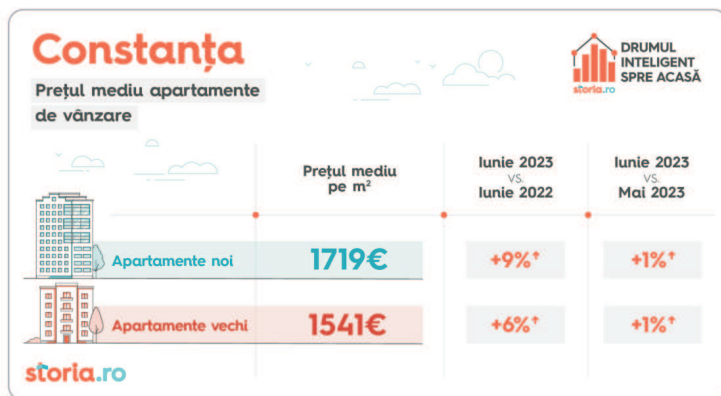 Constanța
Prețul mediu apartamente
de vânzare
DRUMUL
INTELIGENT
SPRE ACASĂ
storia.ro
Prețul mediu
pe m²
Iunie 2023
VS.
Iunie 2022
Iunie 2023
VS.
Mai 2023
Apartamente noi 1719€ +9%↑ +1%↑
Apartamente vechi 1541€ +6%↑ +1%↑
storia.ro